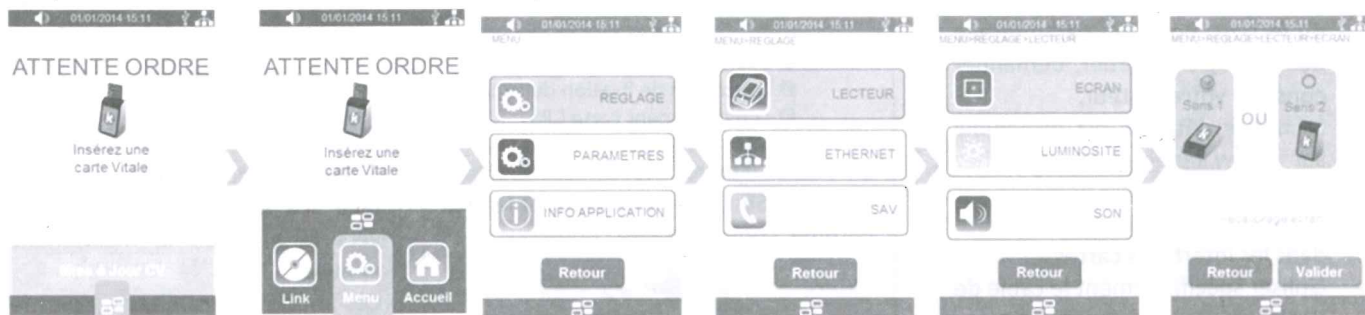 01/01/2014 15:11
ATTENTE ORDRE
Insérez une
carte Vitale
Mise à Jour CV
01/01/2014 15:11
ATTENTE ORDRE
Insérez une
carte Vitale
Link
Menu
Accueil
01/01/2014 15:11
MENU
REGLAGE
PARAMETRES
INFO APPLICATION
Retour
01/01/2014 15:11
MENU>REGLAGE
LECTEUR
ETHERNET
SAV
Retour
01/01/2014 15:11
MENU>REGLAGE>LECTEUR
ECRAN
LUMINOSITE
SON
Retour
01/01/2014 15:11
MENU>REGLAGE>LECTEUR>ECRAN
Sens 1
OU
Sens 2
Retour
Valider